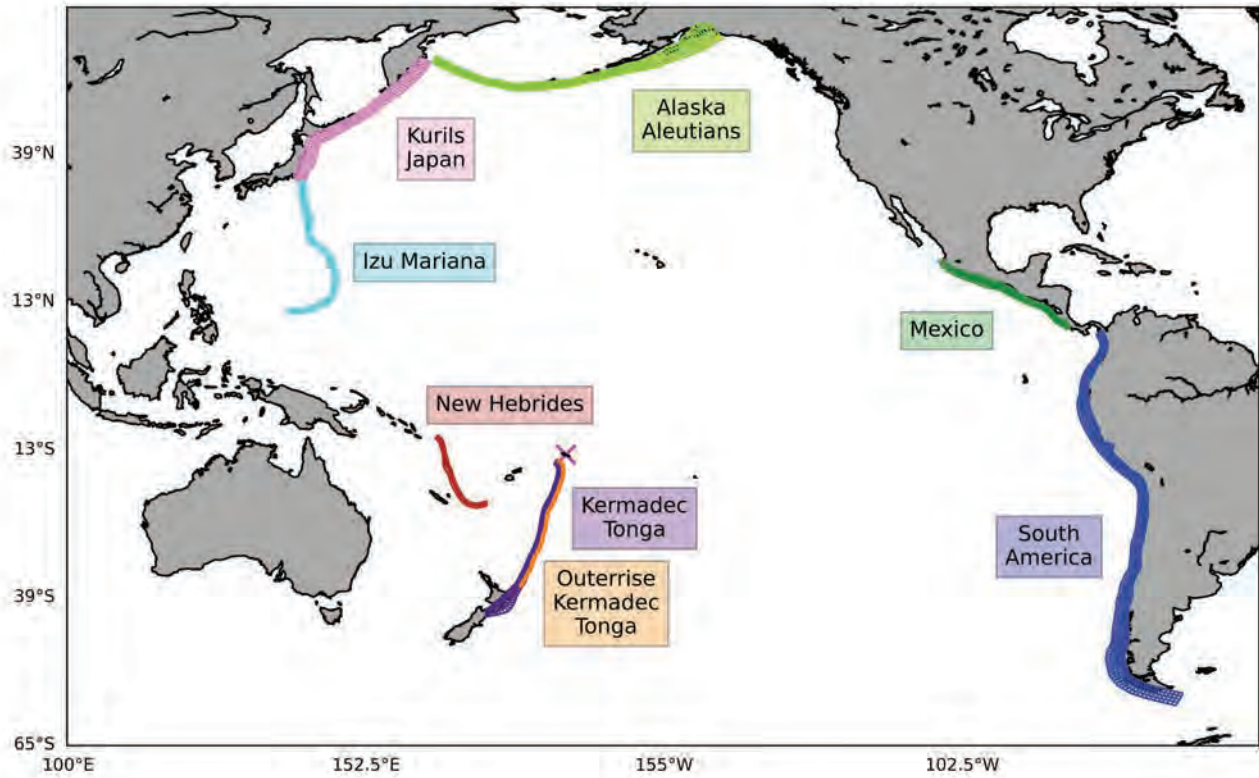 Alaska
Aleutians
Kurils
Japan
39°N
Izu Mariana
13°N
Mexico
New Hebrides
13°S
Kermadec
Tonga
South
America
Outerrise
Kermadec
Tonga
39°S
65°S
100°E
152.5°E
155°W
102.5°W